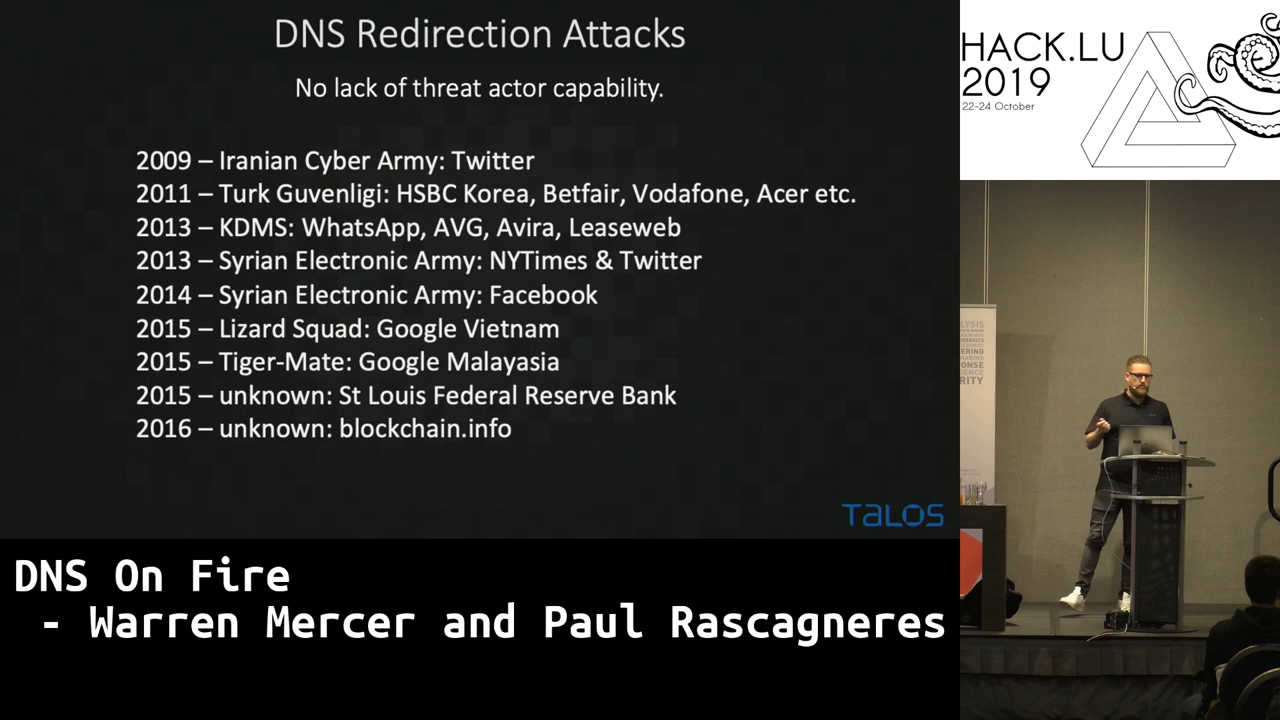 DNS Redirection Attacks
No lack of threat actor capability.
2009 – Iranian Cyber Army: Twitter
2011 – Turk Guvenligi: HSBC Korea, Betfair, Vodafone, Acer etc.
2013 – KDMS: WhatsApp, AVG, Avira, Leaseweb
2013 – Syrian Electronic Army: NYTimes & Twitter
2014 – Syrian Electronic Army: Facebook
2015 – Lizard Squad: Google Vietnam
2015 – Tiger-Mate: Google Malayasia
2015 – unknown: St Louis Federal Reserve Bank
2016 – unknown: blockchain.info
TALOS
DNS On Fire
- Warren Mercer and Paul Rascagneres
HACK.LU
2019
22-24 October